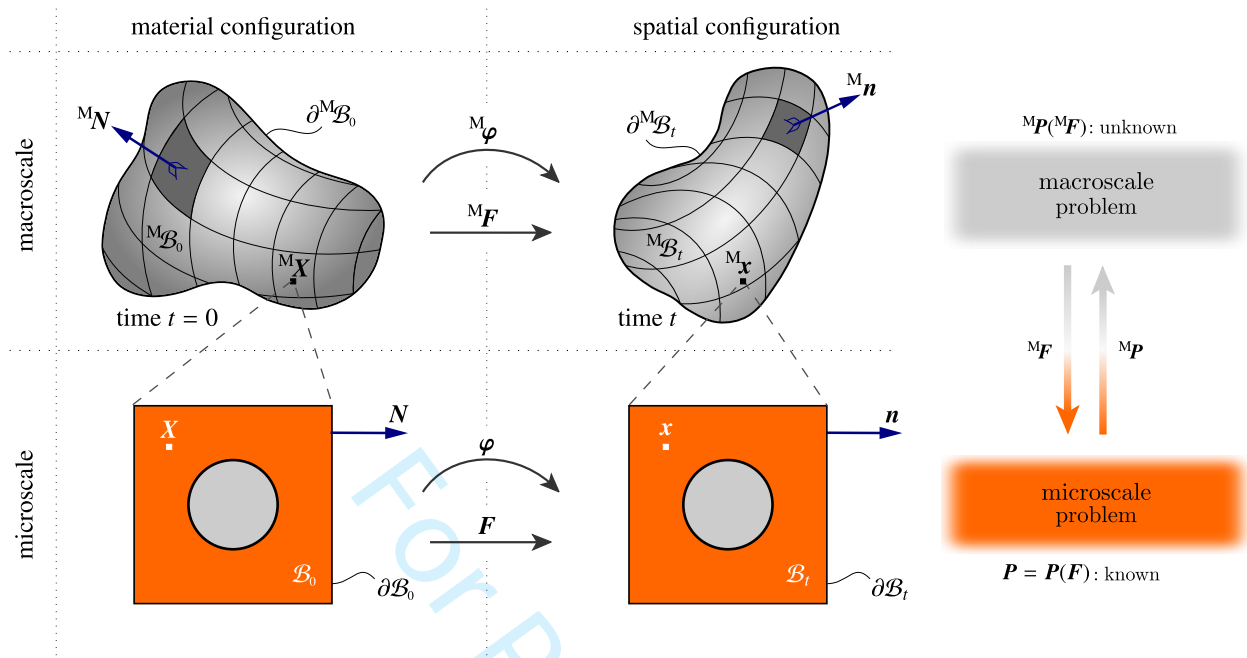 material configuration
spatial configuration
macroscale
ᴹN
∂ᴹℬ₀
ᴹℬ₀
ᴹX
time t = 0
ᴹφ
ᴹF
∂ᴹℬₜ
ᴹn
ᴹℬₜ
ᴹx
time t
ᴹP(ᴹF): unknown
macroscale
problem
ᴹF
ᴹP
microscale
X
N
ℬ₀
∂ℬ₀
φ
F
x
n
ℬₜ
∂ℬₜ
microscale
problem
P = P(F): known
For P